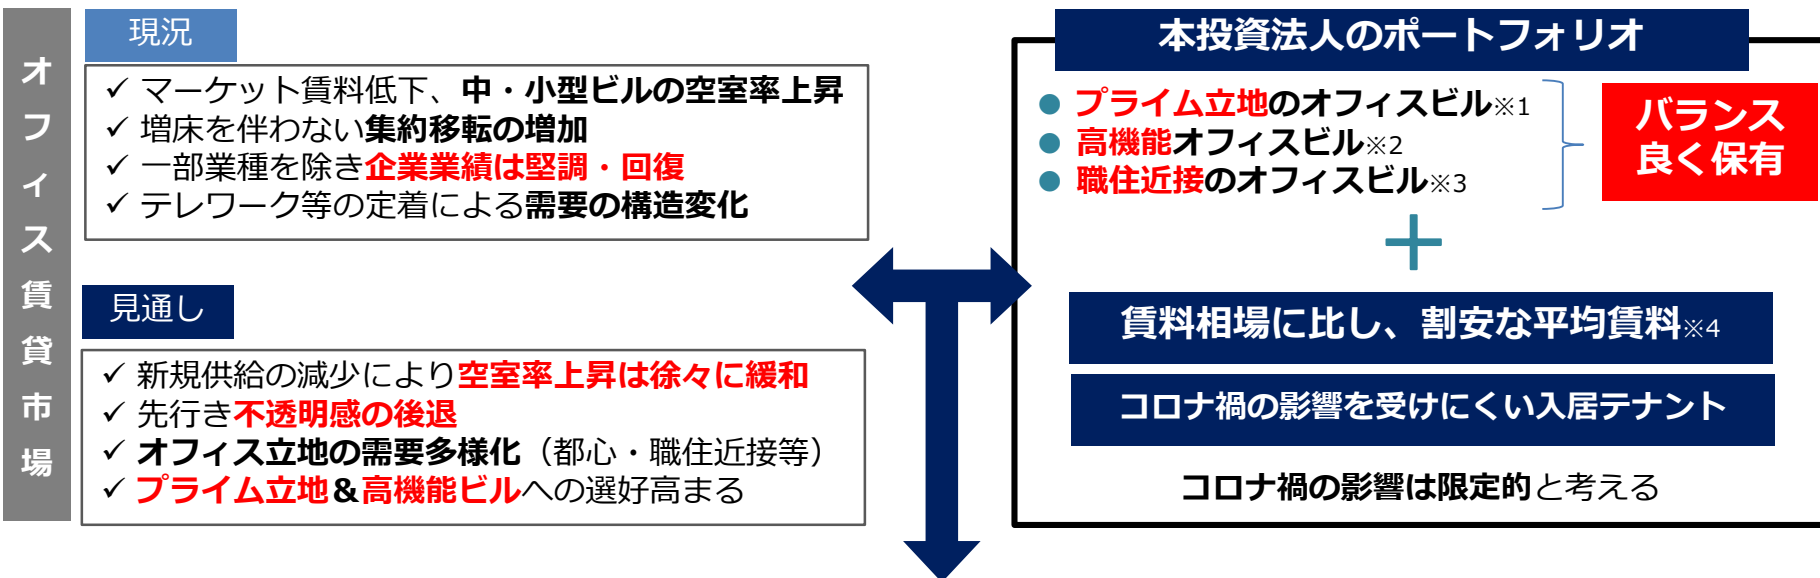 オフィス賃貸市場
現況
✓ マーケット賃料低下、中・小型ビルの空室率上昇
✓ 増床を伴わない集約移転の増加
✓ 一部業種を除き企業業績は堅調・回復
✓ テレワーク等の定着による需要の構造変化
見通し
✓ 新規供給の減少により空室率上昇は徐々に緩和
✓ 先行き不透明感の後退
✓ オフィス立地の需要多様化（都心・職住近接等）
✓ プライム立地＆高機能ビルへの選好高まる
本投資法人のポートフォリオ
● プライム立地のオフィスビル※1
● 高機能オフィスビル※2
● 職住近接のオフィスビル※3
バランス
良く保有
＋
賃料相場に比し、割安な平均賃料※4
コロナ禍の影響を受けにくい入居テナント
コロナ禍の影響は限定的と考える